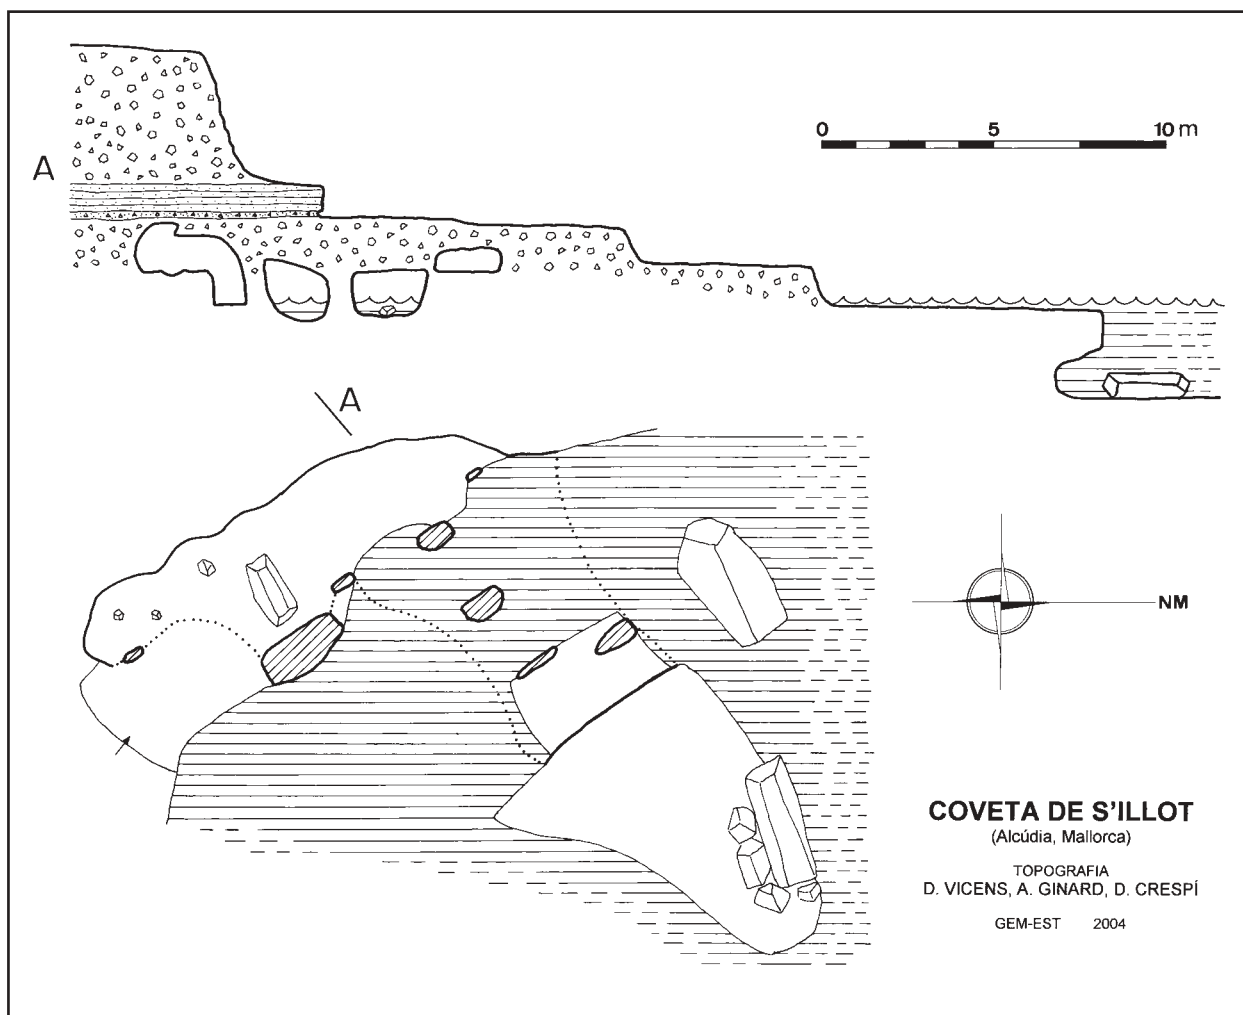 A
0 5 10 m
A
NM
COVETA DE S'ILLOT
(Alcúdia, Mallorca)
TOPOGRAFIA
D. VICENS, A. GINARD, D. CRESPÍ
GEM-EST 2004